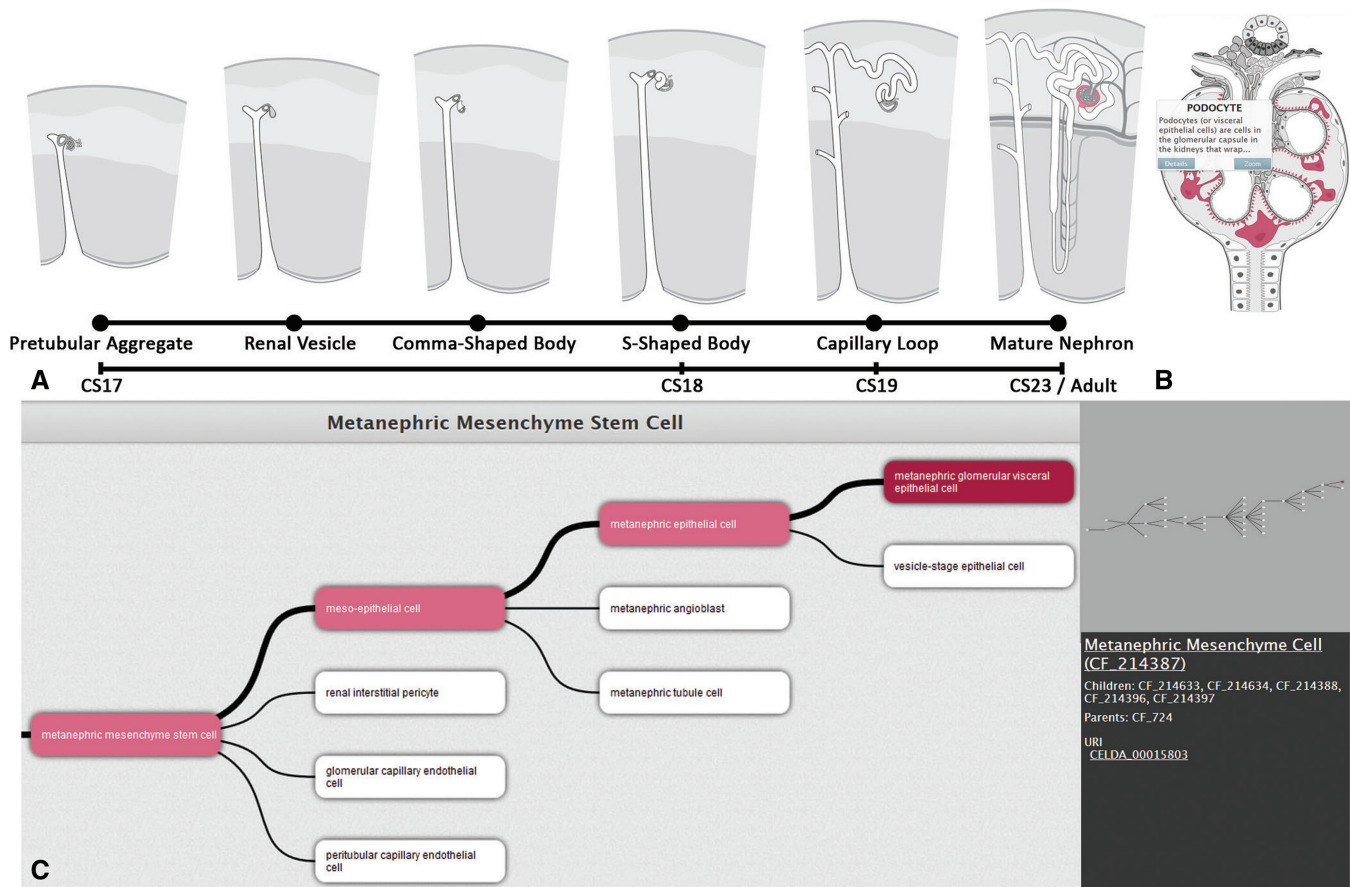 PODOCYTE
Podocytes (or visceral
epithelial cells) are cells in
the glomerular capsule in
the kidneys that wrap...
Details
Zoom
Pretubular Aggregate
Renal Vesicle
Comma-Shaped Body
S-Shaped Body
Capillary Loop
Mature Nephron
A
CS17
CS18
CS19
CS23 / Adult
B
Metanephric Mesenchyme Stem Cell
metanephric glomerular visceral
epithelial cell
metanephric epithelial cell
vesicle-stage epithelial cell
meso-epithelial cell
metanephric angioblast
renal interstitial pericyte
metanephric tubule cell
metanephric mesenchyme stem cell
glomerular capillary endothelial
cell
peritubular capillary endothelial
cell
C
Metanephric Mesenchyme Cell
(CF_214387)
Children: CF_214633, CF_214634, CF_214388,
CF_214396, CF_214397
Parents: CF_724
URI
CELDA_00015803